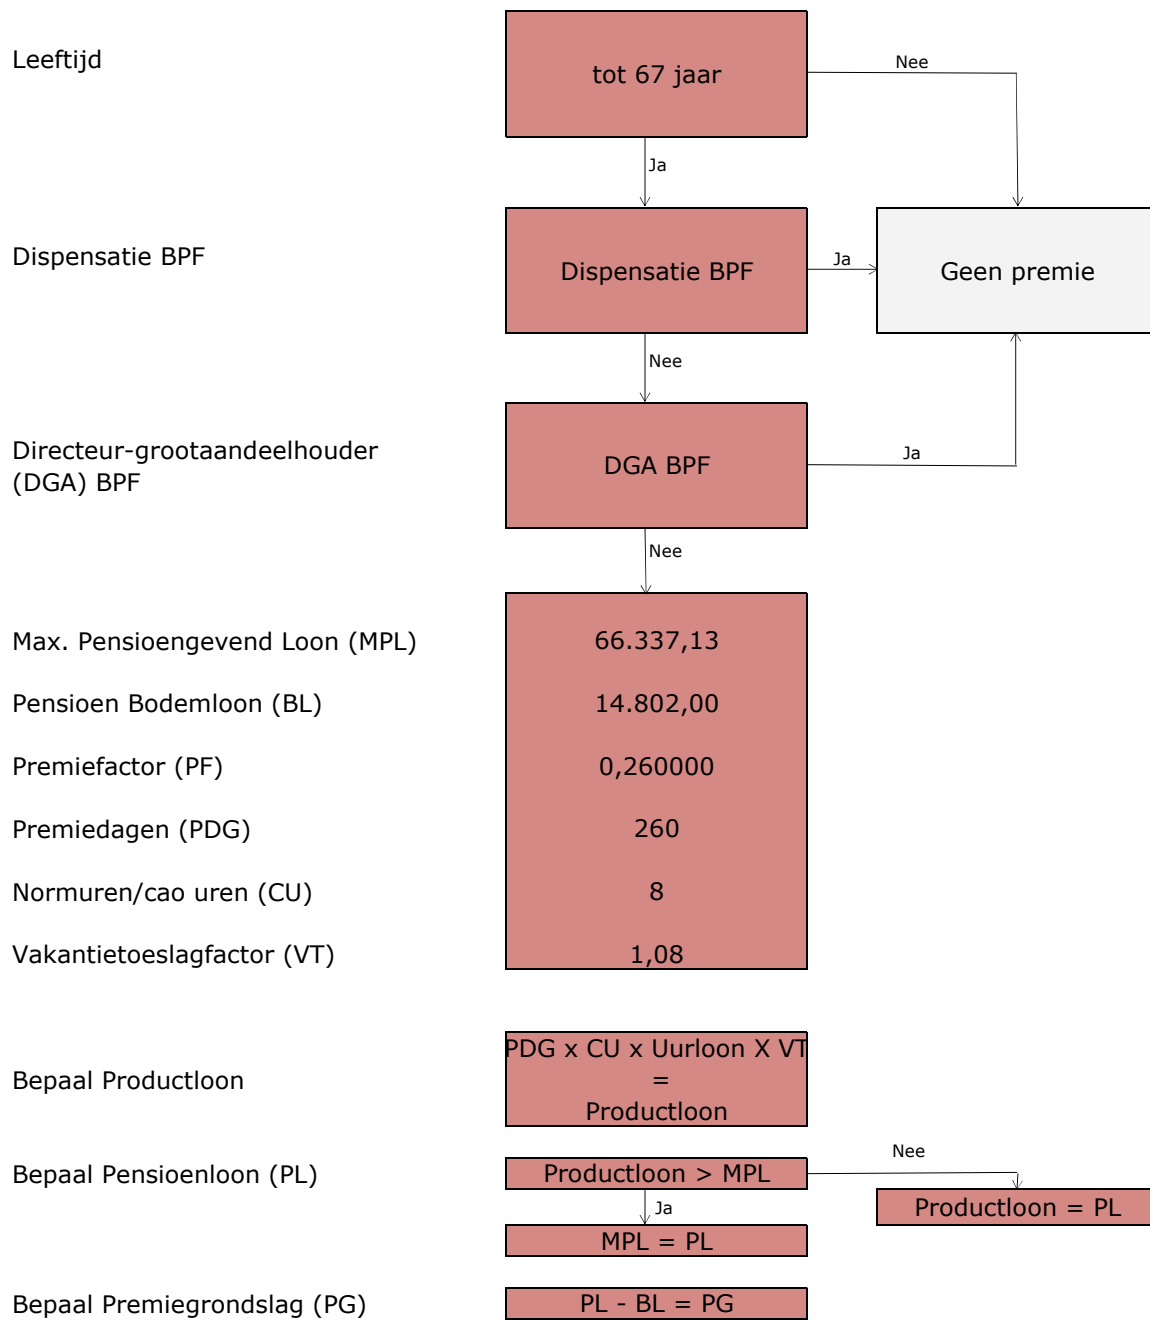 Leeftijd
tot 67 jaar
Nee
Ja
Dispensatie BPF
Dispensatie BPF
Ja
Geen premie
Nee
Directeur-grootaandeelhouder
(DGA) BPF
DGA BPF
Ja
Nee
Max. Pensioengevend Loon (MPL)
66.337,13
Pensioen Bodemloon (BL)
14.802,00
Premiefactor (PF)
0,260000
Premiedagen (PDG)
260
Normuren/cao uren (CU)
8
Vakantietoeslagfactor (VT)
1,08
Bepaal Productloon
PDG x CU x Uurloon X VT
=
Productloon
Bepaal Pensioenloon (PL)
Productloon > MPL
Nee
Productloon = PL
Ja
MPL = PL
Bepaal Premiegrondslag (PG)
PL - BL = PG